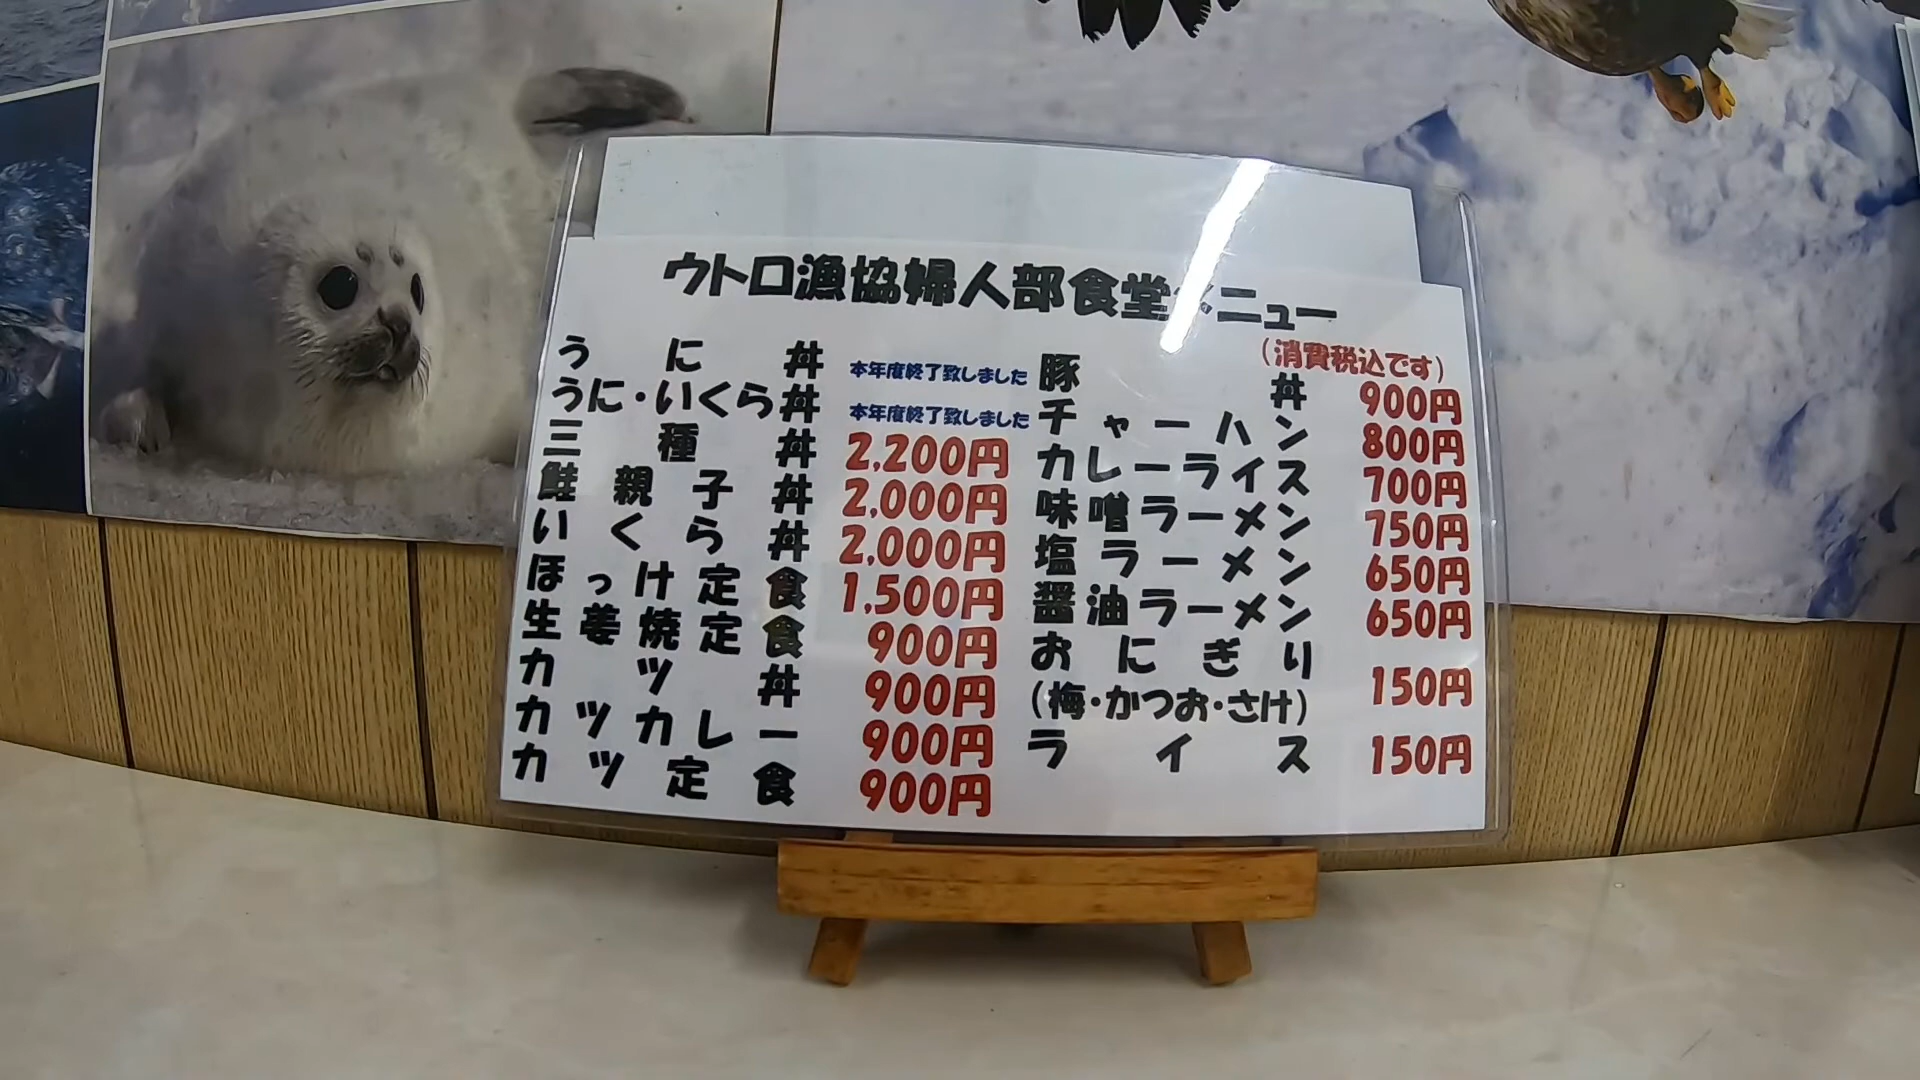 ウトロ漁協婦人部食堂メニュー
(消費税込です)
うに丼 本年度終了致しました
うに・いくら丼 本年度終了致しました
三種丼 2,200円
鮭親子丼 2,000円
いくら丼 2,000円
ほっけ定食 1,500円
生姜焼定食 900円
カツ丼 900円
カツカレー 900円
カツ定食 900円
豚丼 900円
チャーハン 800円
カレーライス 700円
味噌ラーメン 750円
塩ラーメン 650円
醤油ラーメン 650円
おにぎり 150円
(梅・かつお・さけ)
ライス 150円